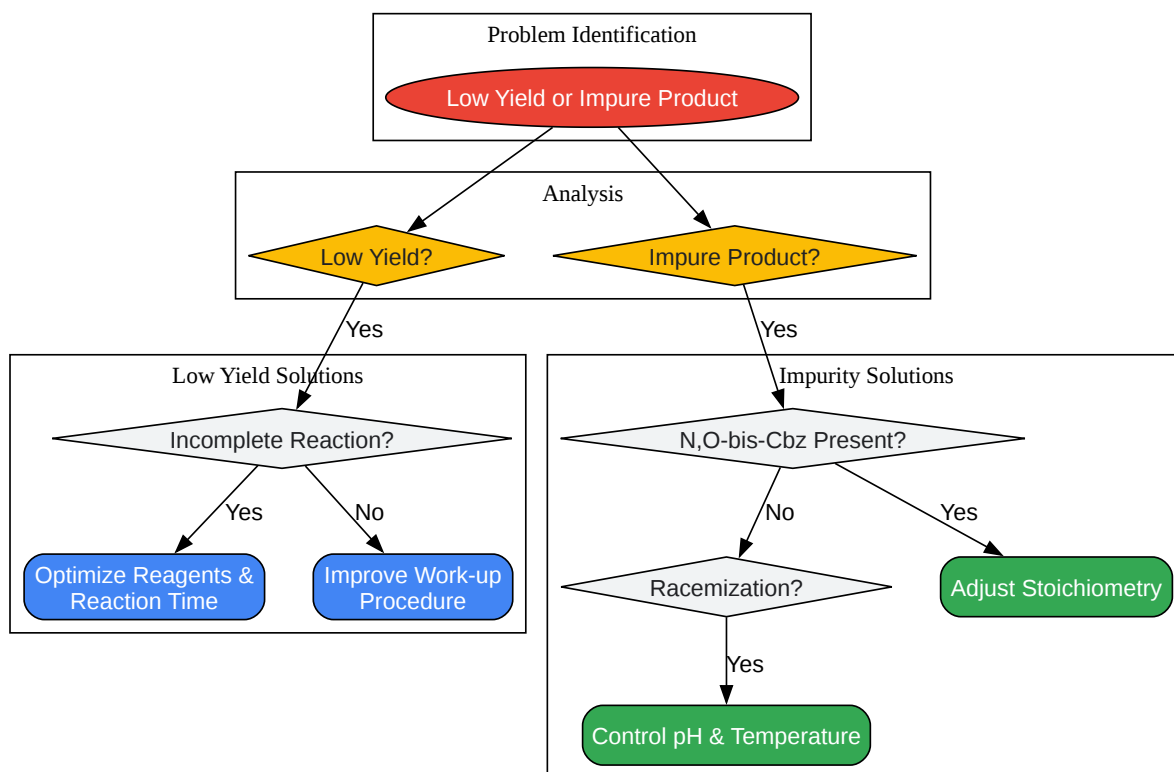 Problem Identification
Low Yield or Impure Product
Analysis
Low Yield?
Impure Product?
Yes
Yes
Low Yield Solutions
Incomplete Reaction?
Yes
No
Optimize Reagents &
Reaction Time
Improve Work-up
Procedure
Impurity Solutions
N,O-bis-Cbz Present?
No
Yes
Racemization?
Adjust Stoichiometry
Yes
Control pH & Temperature